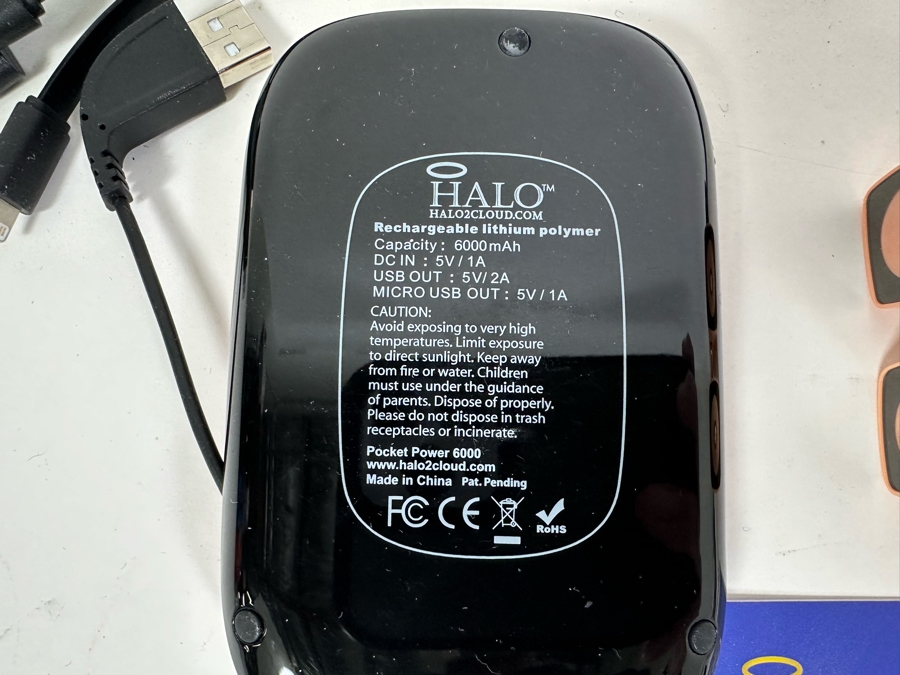 HALO™
HALO2CLOUD.COM
Rechargeable lithium polymer
Capacity : 6000mAh
DC IN : 5V / 1A
USB OUT : 5V/ 2A
MICRO USB OUT : 5V / 1A
CAUTION:
Avoid exposing to very high
temperatures. Limit exposure
to direct sunlight. Keep away
from fire or water. Children
must use under the guidance
of parents. Dispose of properly.
Please do not dispose in trash
receptacles or incinerate.
Pocket Power 6000
www.halo2cloud.com
Made in China Pat. Pending
FC CE RoHS